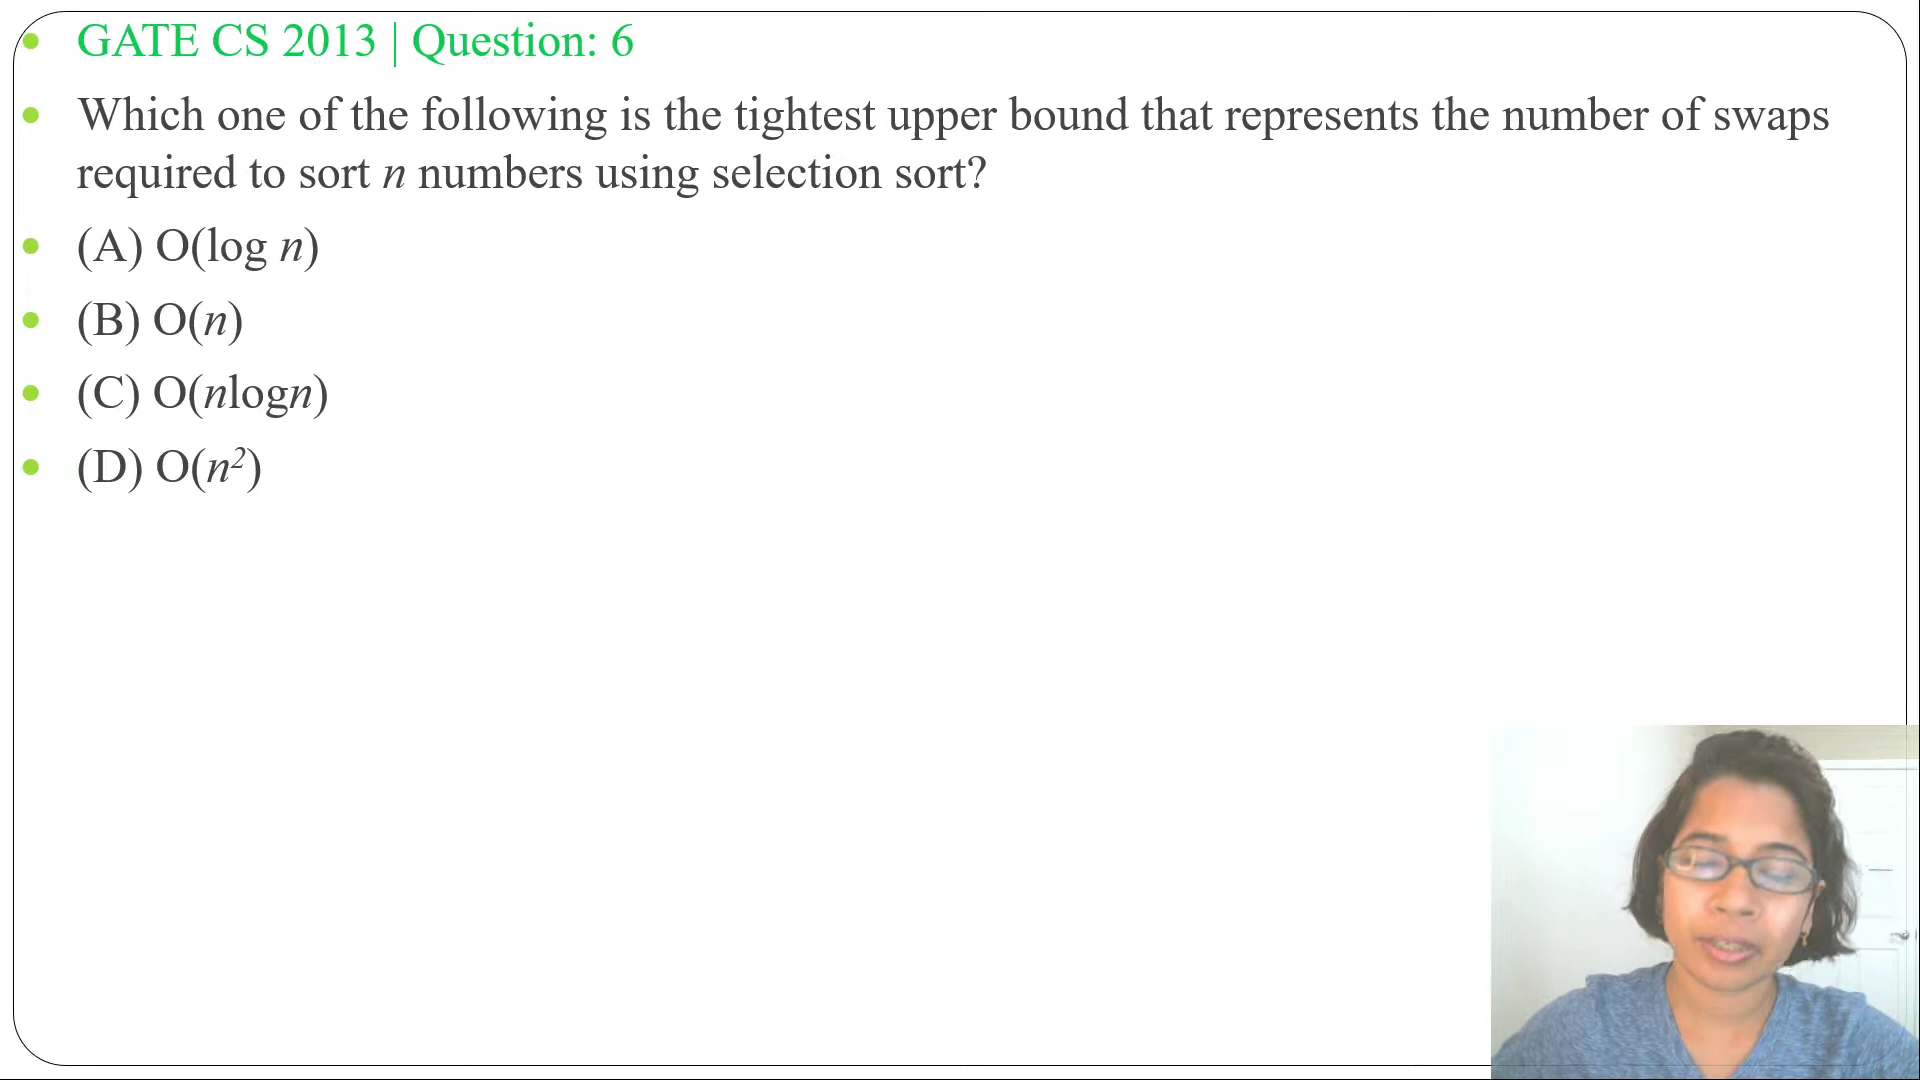 GATE CS 2013 | Question: 6
Which one of the following is the tightest upper bound that represents the number of swaps
required to sort n numbers using selection sort?
(A) O(log n)
(B) O(n)
(C) O(nlogn)
(D) O(n²)